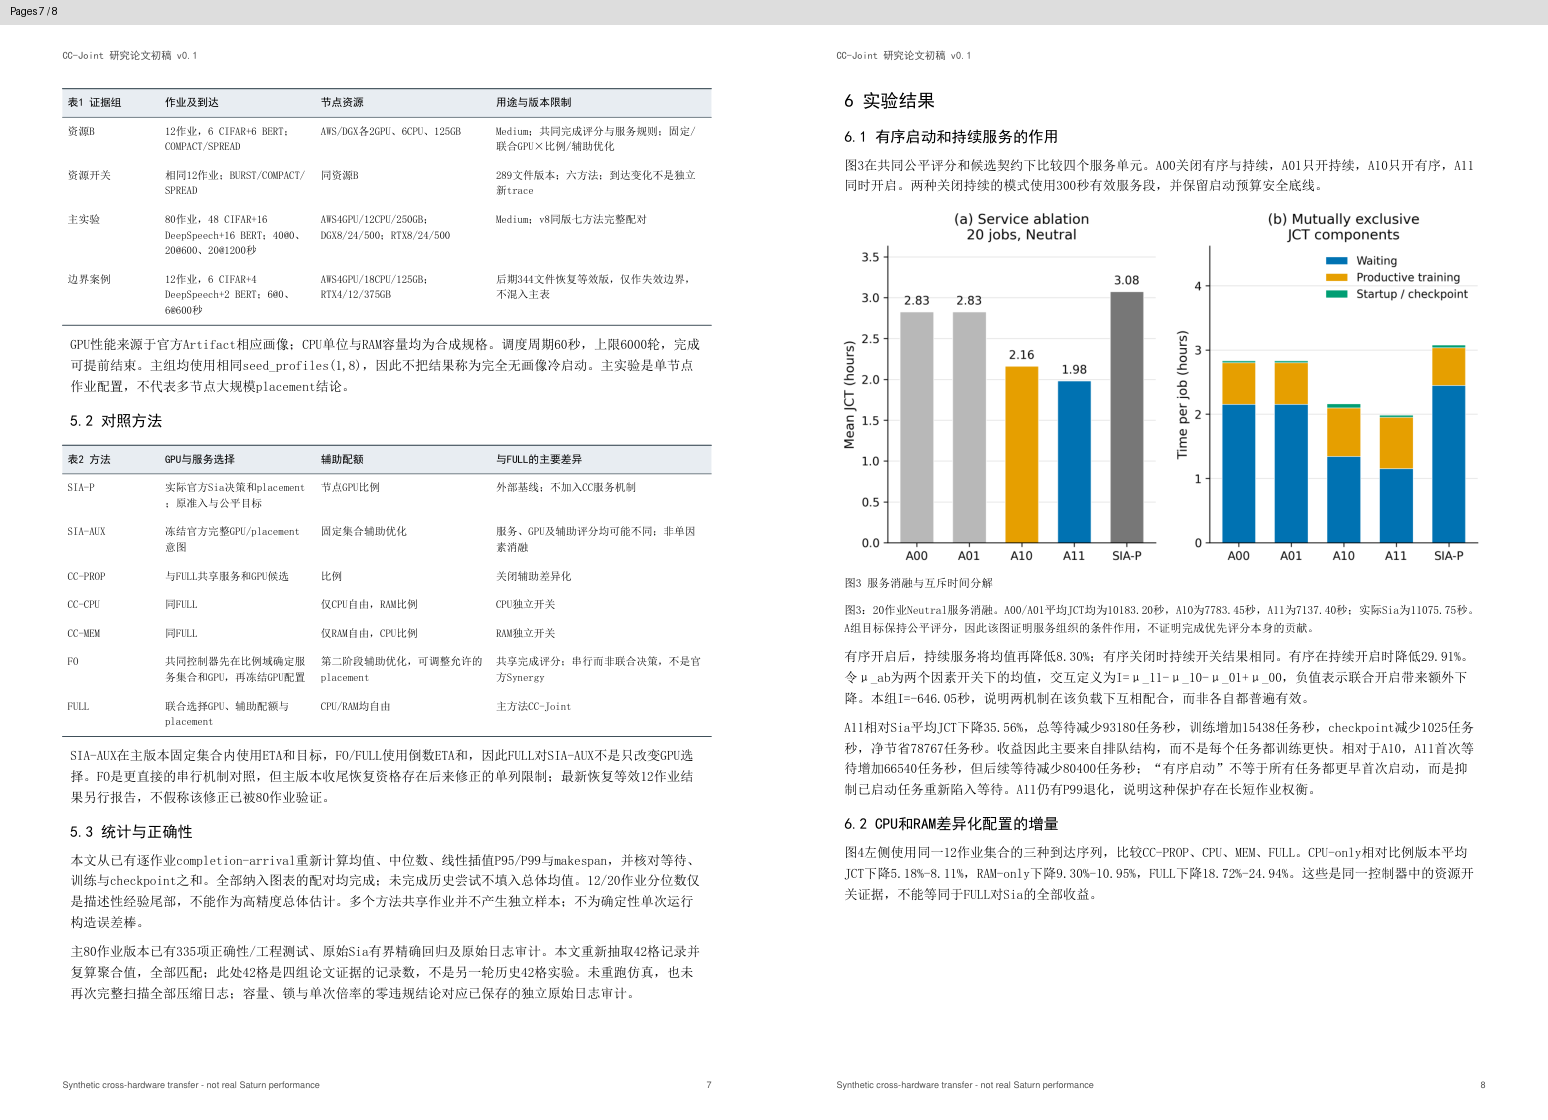 Pages 7 / 8
CC-Joint 研究论文初稿 v0.1
表1 证据组 作业及到达 节点资源 用途与版本限制
资源B 12作业，6 CIFAR+6 BERT；COMPACT/SPREAD AWS/DGX各2GPU、6CPU、125GB Medium；共同完成评分与服务规则；固定/联合GPU×比例/辅助优化
资源开关 相同12作业；BURST/COMPACT/SPREAD 同资源B 289文件版本；六方法；到达变化不是独立新trace
主实验 80作业，48 CIFAR+16 DeepSpeech+16 BERT；40@0、20@600、20@1200秒 AWS4GPU/12CPU/250GB；DGX8/24/500；RTX8/24/500 Medium；v8同版七方法完整配对
边界案例 12作业，6 CIFAR+4 DeepSpeech+2 BERT；6@0、6@600秒 AWS4GPU/18CPU/125GB；RTX4/12/375GB 后期344文件恢复等效版，仅作失效边界，不混入主表
GPU性能来源于官方Artifact相应画像；CPU单位与RAM容量均为合成规格。调度周期60秒，上限6000轮，完成
可提前结束。主组均使用相同seed_profiles(1,8)，因此不把结果称为完全无画像冷启动。主实验是单节点
作业配置，不代表多节点大规模placement结论。
5.2 对照方法
表2 方法 GPU与服务选择 辅助配额 与FULL的主要差异
SIA-P 实际官方Sia决策和placement；原准入与公平目标 节点GPU比例 外部基线；不加入CC服务机制
SIA-AUX 冻结官方完整GPU/placement意图 固定集合辅助优化 服务、GPU及辅助评分均可能不同；非单因素消融
CC-PROP 与FULL共享服务和GPU候选 比例 关闭辅助差异化
CC-CPU 同FULL 仅CPU自由，RAM比例 CPU独立开关
CC-MEM 同FULL 仅RAM自由，CPU比例 RAM独立开关
FO 共同控制器先在比例域确定服务集合和GPU，再冻结GPU配置 第二阶段辅助优化，可调整允许的placement 共享完成评分；串行而非联合决策，不是官方Synergy
FULL 联合选择GPU、辅助配额与placement CPU/RAM均自由 主方法CC-Joint
SIA-AUX在主版本固定集合内使用ETA和目标，FO/FULL使用倒数ETA和，因此FULL对SIA-AUX不是只改变GPU选
择。FO是更直接的串行机制对照，但主版本收尾恢复资格存在后来修正的单列限制；最新恢复等效12作业结
果另行报告，不假称该修正已被80作业验证。
5.3 统计与正确性
本文从已有逐作业completion-arrival重新计算均值、中位数、线性插值P95/P99与makespan，并核对等待、
训练与checkpoint之和。全部纳入图表的配对均完成；未完成历史尝试不填入总体均值。12/20作业分位数仅
是描述性经验尾部，不能作为高精度总体估计。多个方法共享作业并不产生独立样本；不为确定性单次运行
构造误差棒。
主80作业版本已有335项正确性/工程测试、原始Sia有界精确回归及原始日志审计。本文重新抽取42格记录并
复算聚合值，全部匹配；此处42格是四组论文证据的记录数，不是另一轮历史42格实验。未重跑仿真，也未
再次完整扫描全部压缩日志；容量、锁与单次倍率的零违规结论对应已保存的独立原始日志审计。
Synthetic cross-hardware transfer - not real Saturn performance 7
CC-Joint 研究论文初稿 v0.1
6 实验结果
6.1 有序启动和持续服务的作用
图3在共同公平评分和候选契约下比较四个服务单元。A00关闭有序与持续，A01只开持续，A10只开有序，A11
同时开启。两种关闭持续的模式使用300秒有效服务段，并保留启动预算安全底线。
(a) Service ablation
20 jobs, Neutral
Mean JCT (hours)
3.5
3.0
2.5
2.0
1.5
1.0
0.5
0.0
2.83 2.83 2.16 1.98 3.08
A00 A01 A10 A11 SIA-P
(b) Mutually exclusive
JCT components
Waiting
Productive training
Startup / checkpoint
Time per job (hours)
4
3
2
1
0
A00 A01 A10 A11 SIA-P
图3 服务消融与互斥时间分解
图3：20作业Neutral服务消融。A00/A01平均JCT均为10183.20秒，A10为7783.45秒，A11为7137.40秒；实际Sia为11075.75秒。
A组目标保持公平评分，因此该图证明服务组织的条件作用，不证明完成优先评分本身的贡献。
有序开启后，持续服务将均值再降低8.30%；有序关闭时持续开关结果相同。有序在持续开启时降低29.91%。
令μ_ab为两个因素开关下的均值，交互定义为I=μ_11-μ_10-μ_01+μ_00，负值表示联合开启带来额外下
降。本组I=-646.05秒，说明两机制在该负载下互相配合，而非各自都普遍有效。
A11相对Sia平均JCT下降35.56%，总等待减少93180任务秒，训练增加15438任务秒，checkpoint减少1025任务
秒，净节省78767任务秒。收益因此主要来自排队结构，而不是每个任务都训练更快。相对于A10，A11首次等
待增加66540任务秒，但后续等待减少80400任务秒；“有序启动”不等于所有任务都更早首次启动，而是抑
制已启动任务重新陷入等待。A11仍有P99退化，说明这种保护存在长短作业权衡。
6.2 CPU和RAM差异化配置的增量
图4左侧使用同一12作业集合的三种到达序列，比较CC-PROP、CPU、MEM、FULL。CPU-only相对比例版本平均
JCT下降5.18%-8.11%，RAM-only下降9.30%-10.95%，FULL下降18.72%-24.94%。这些是同一控制器中的资源开
关证据，不能等同于FULL对Sia的全部收益。
Synthetic cross-hardware transfer - not real Saturn performance 8